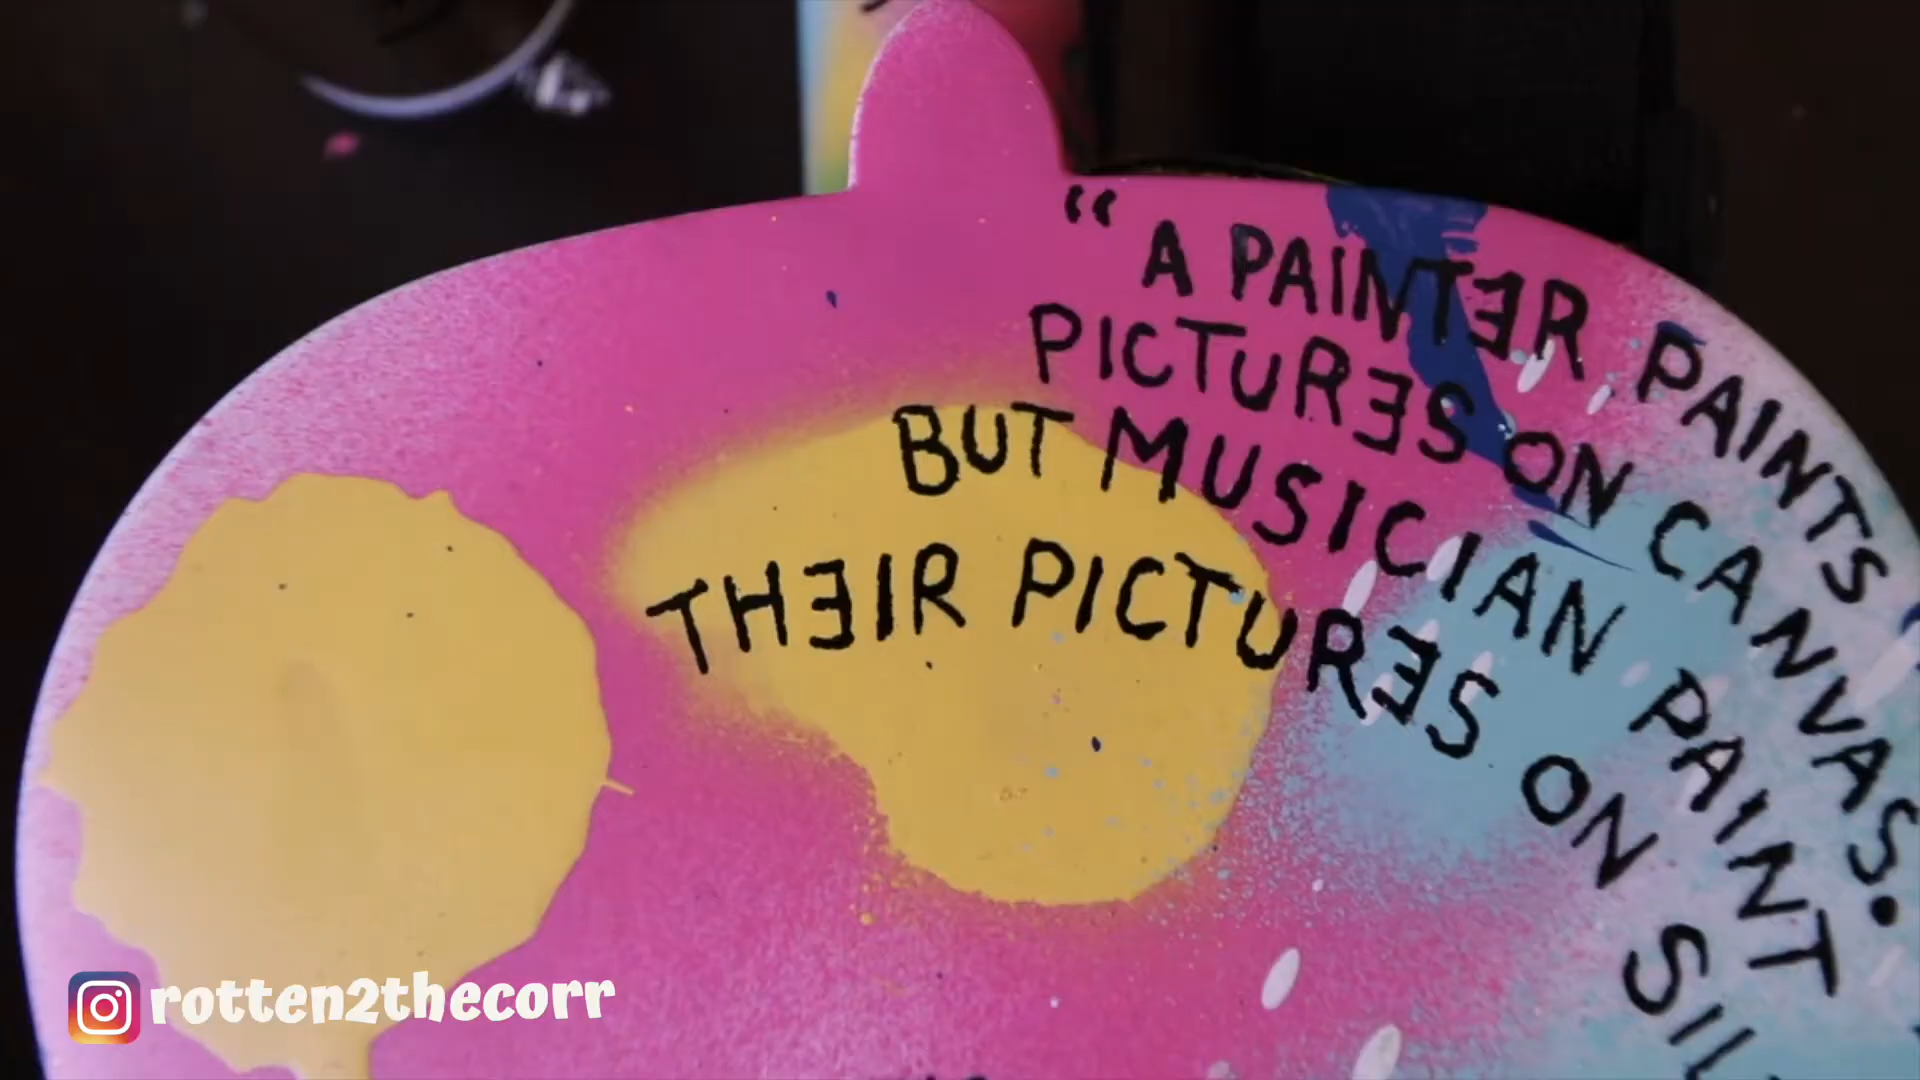 “A PAINTER PAINTS
PICTURES ON CANVAS.
BUT MUSICIAN PAINT
THEIR PICTURES ON
rotten2thecorr